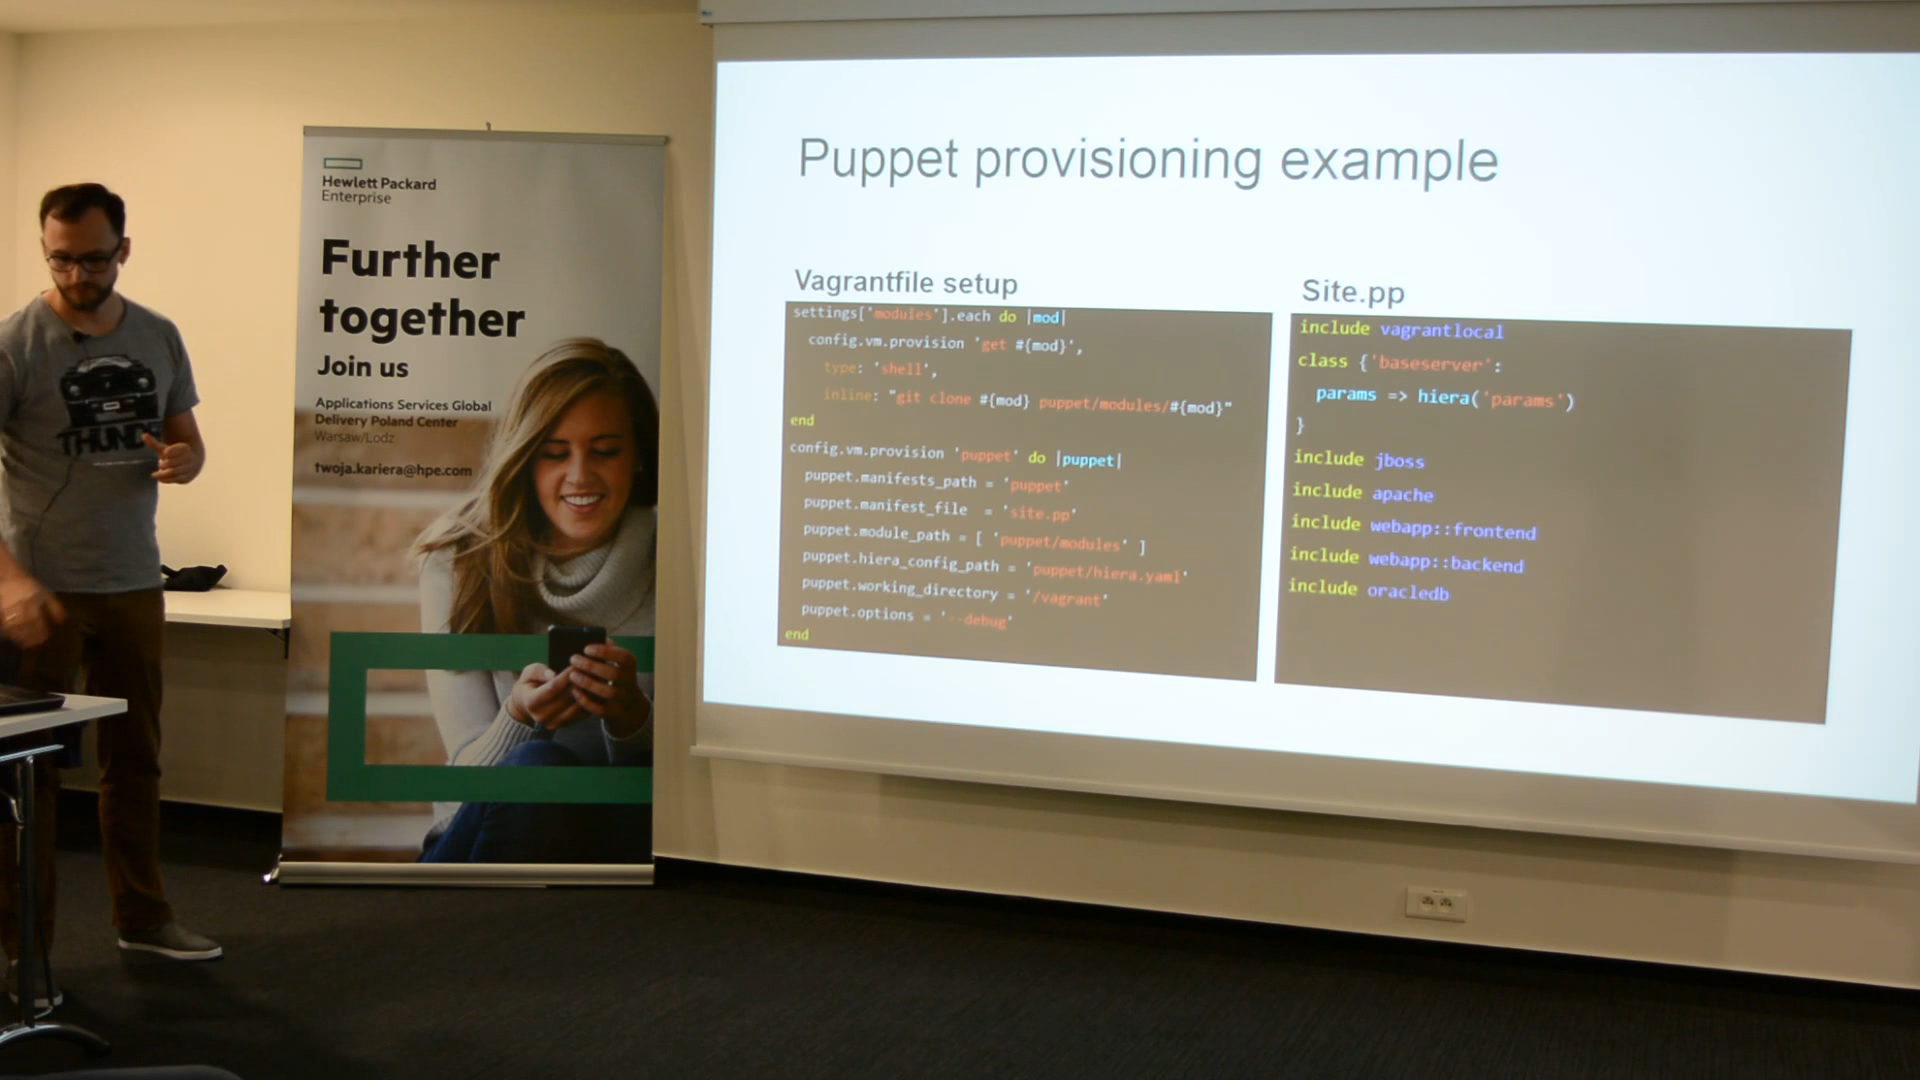 Hewlett Packard
Enterprise
Further
together
Join us
Applications Services Global
Delivery Poland Center
Warsaw/Lodz
twoja.kariera@hpe.com
Puppet provisioning example
Vagrantfile setup
settings['modules'].each do |mod|
config.vm.provision 'get #{mod}',
type: 'shell',
inline: "git clone #{mod} puppet/modules/#{mod}"
end
config.vm.provision 'puppet' do |puppet|
puppet.manifests_path = 'puppet'
puppet.manifest_file = 'site.pp'
puppet.module_path = [ 'puppet/modules' ]
puppet.hiera_config_path = 'puppet/hiera.yaml'
puppet.working_directory = '/vagrant'
puppet.options = '--debug'
end
Site.pp
include vagrantlocal
class {'baseserver':
params => hiera('params')
}
include jboss
include apache
include webapp::frontend
include webapp::backend
include oracledb